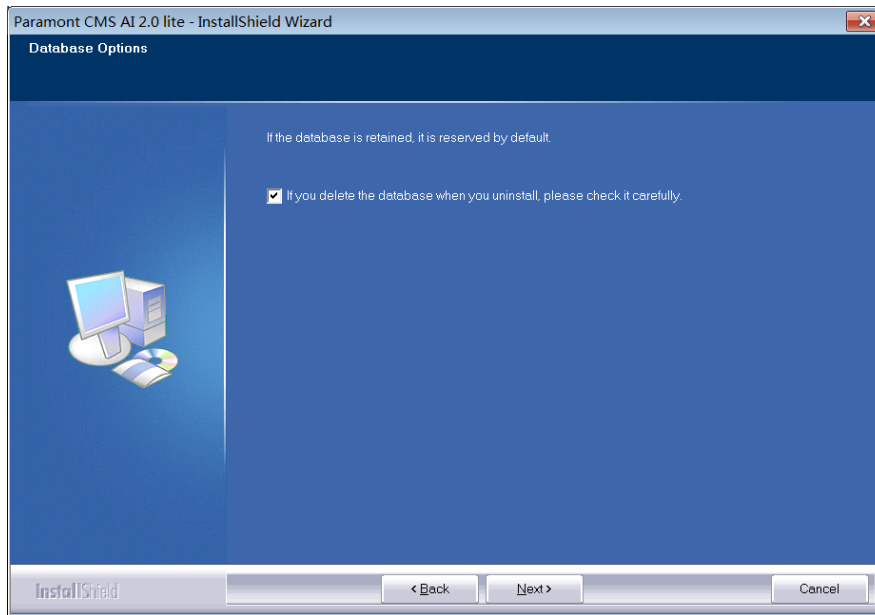 Paramont CMS AI 2.0 lite - InstallShield Wizard
Database Options
If the database is retained, it is reserved by default.
If you delete the database when you uninstall, please check it carefully.
InstallShield
< Back
Next >
Cancel